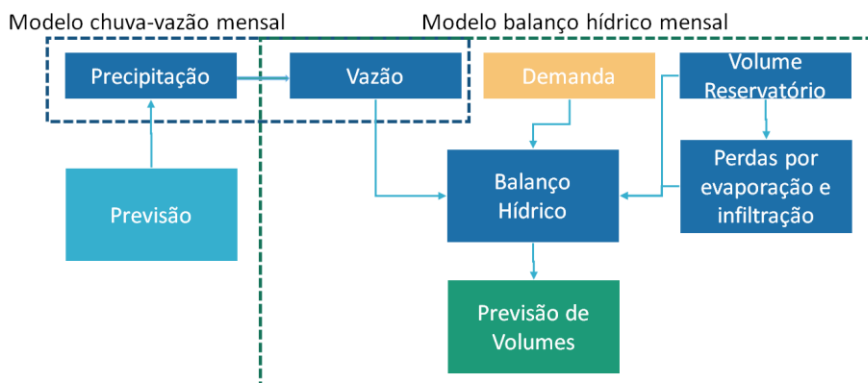 Modelo chuva-vazão mensal
Modelo balanço hídrico mensal
Precipitação
Vazão
Demanda
Volume
Reservatório
Previsão
Balanço
Hídrico
Perdas por
evaporação e
infiltração
Previsão de
Volumes